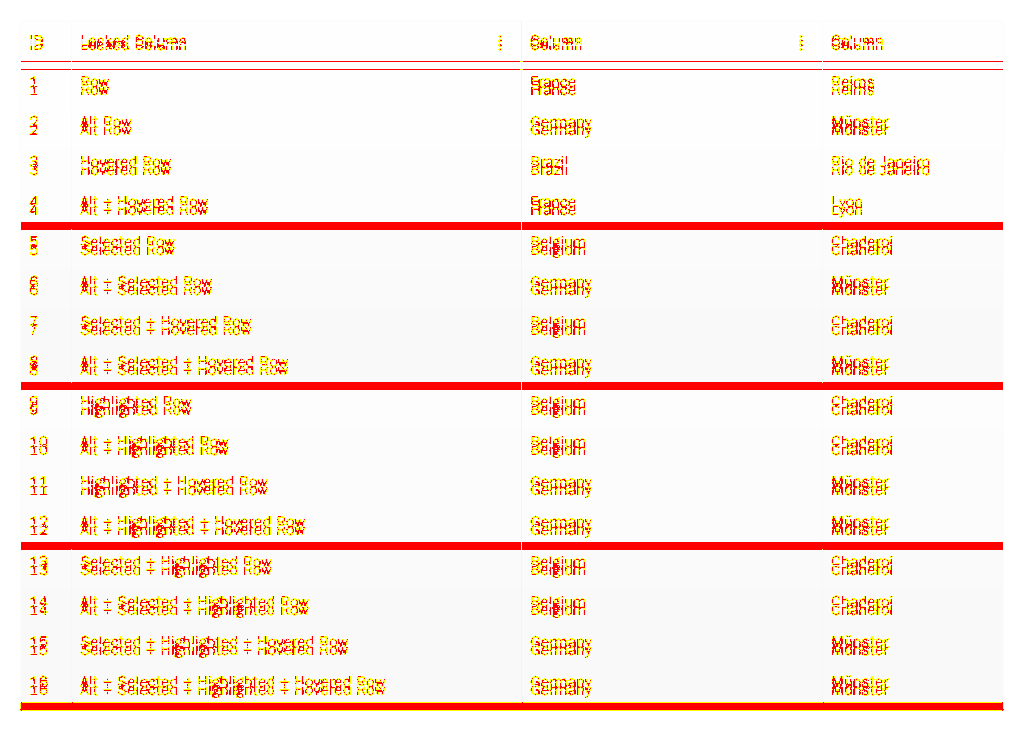 ID Locked Column Column Column
1 Row France Reims
2 Alt Row Germany Münster
3 Hovered Row Brazil Rio de Janeiro
4 Alt + Hovered Row France Lyon
5 Selected Row Belgium Charleroi
6 Alt + Selected Row Germany Münster
7 Selected + Hovered Row Belgium Charleroi
8 Alt + Selected + Hovered Row Germany Münster
9 Highlighted Row Belgium Charleroi
10 Alt + Highlighted Row Belgium Charleroi
11 Highlighted + Hovered Row Germany Münster
12 Alt + Highlighted + Hovered Row Germany Münster
13 Selected + Highlighted Row Belgium Charleroi
14 Alt + Selected + Highlighted Row Belgium Charleroi
15 Selected + Highlighted + Hovered Row Germany Münster
16 Alt + Selected + Highlighted + Hovered Row Germany Münster